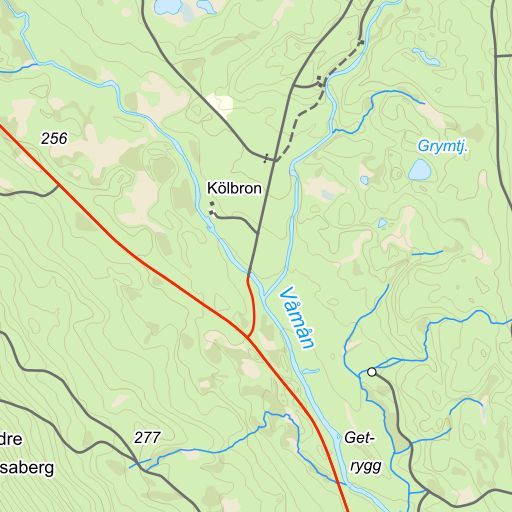 256
Grymtj.
Kölbron
Våmån
dre
saberg
277
Get-
rygg